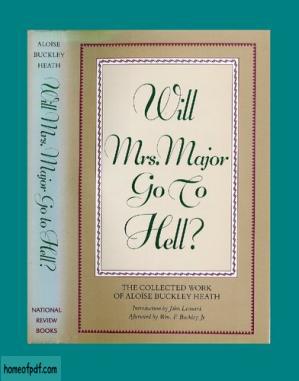 ALOISE
BUCKLEY
HEATH
Will Mrs. Major Go to Hell?
NATIONAL
REVIEW
BOOKS
Will
Mrs. Major
Go To
Hell?
THE COLLECTED WORK
OF ALOÏSE BUCKLEY HEATH
Introduction by John Leonard
Afterword by Wm. F. Buckley Jr.
homeofpdf.com